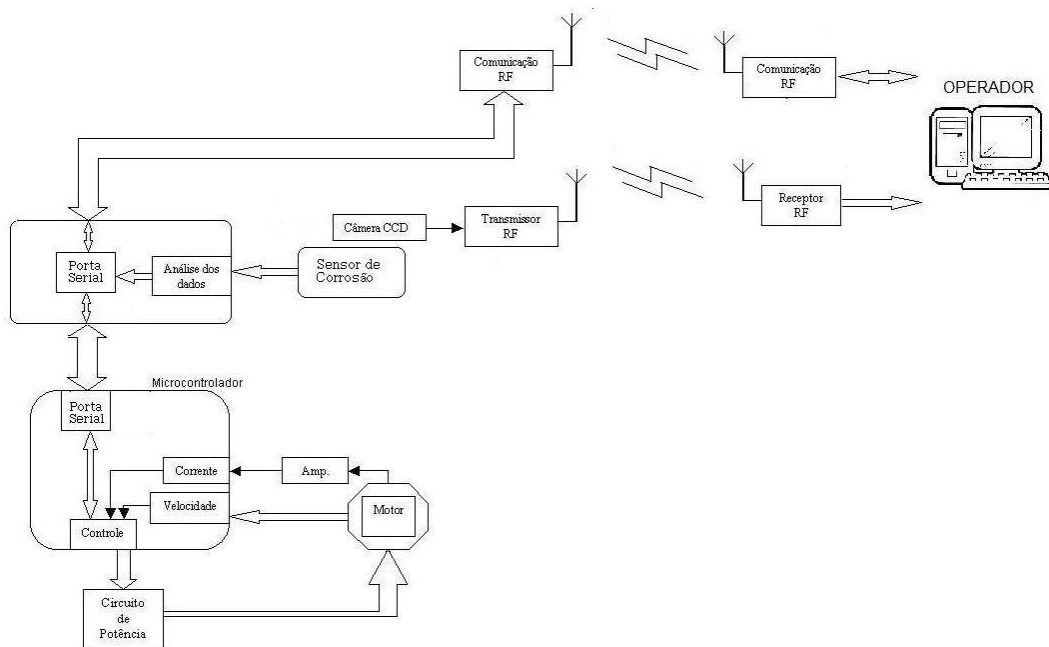 Comunicação
RF
Comunicação
RF
OPERADOR
Câmera CCD
Transmissor
RF
Receptor
RF
Porta
Serial
Análise dos
dados
Sensor de
Corrosão
Microcontrolador
Porta
Serial
Corrente
Amp.
Velocidade
Motor
Controle
Circuito
de
Potência